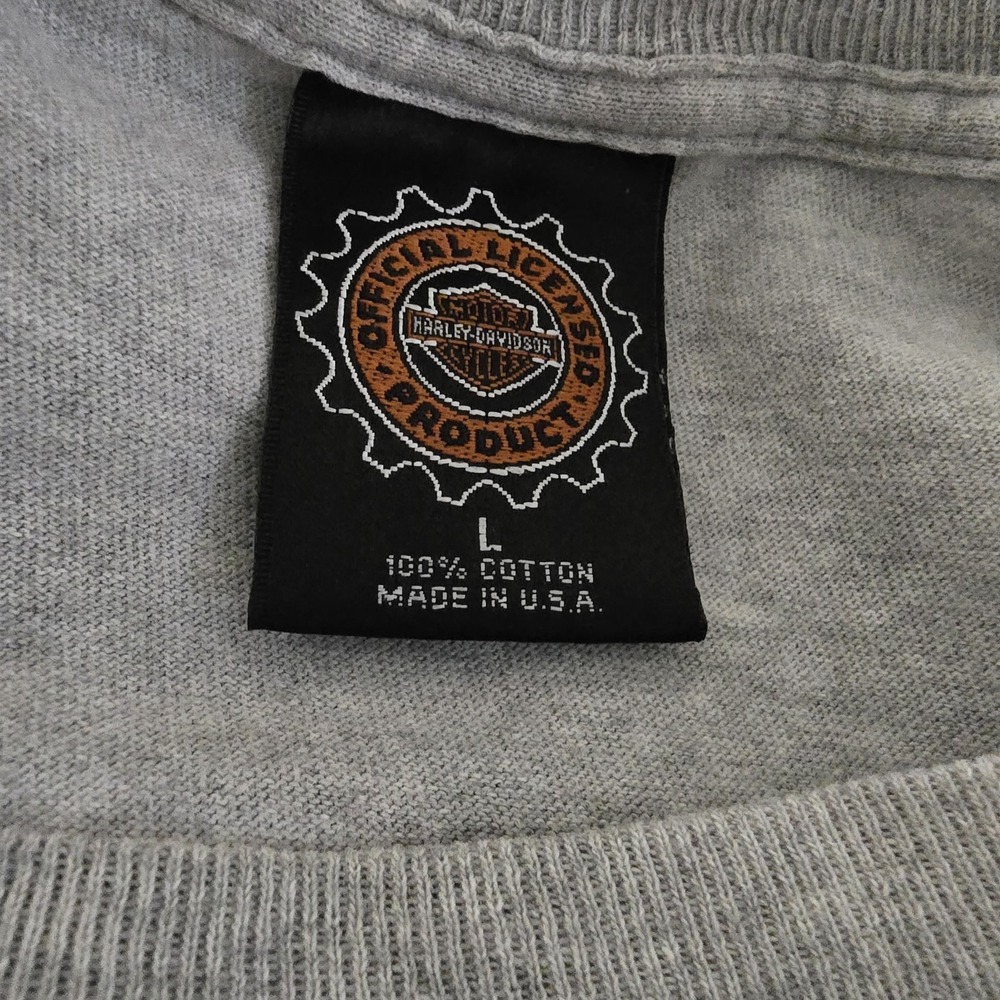 OFFICIAL LICENSED
MOTOR
HARLEY-DAVIDSON
CYCLES
PRODUCT
L
100% COTTON
MADE IN U.S.A.